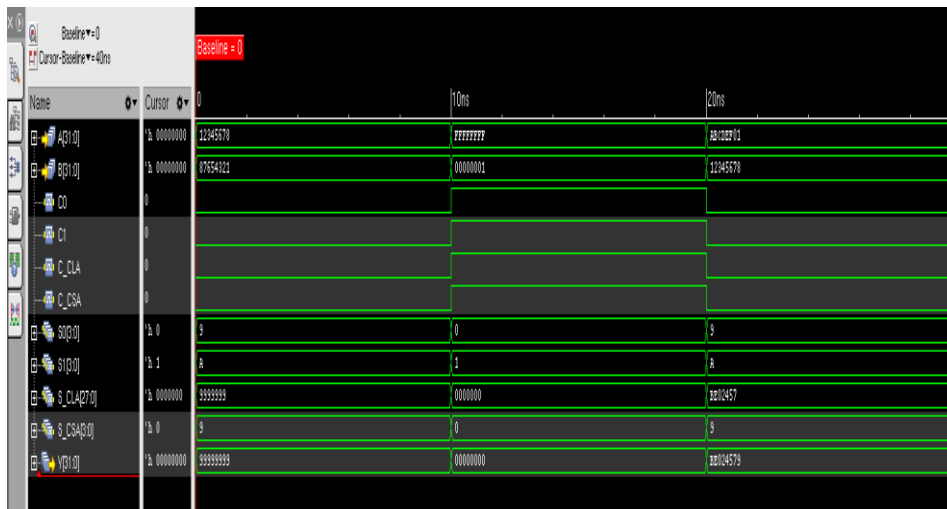 Baseline▼=0
Cursor-Baseline▼=40ns
Baseline = 0
Name Cursor 0 10ns 20ns
A[31:0] 'h 00000000 12345678 FFFFFFFF ABCDEF01
B[31:0] 'h 00000000 87654321 00000001 12345678
C0 0
C1 0
C_CLA 0
C_CSA 0
S0[3:0] 'h 0 9 0 9
S1[3:0] 'h 1 A 1 A
S_CLA[27:0] 'h 0000000 9999999 0000000 BE02457
S_CSA[3:0] 'h 0 9 0 9
Y[31:0] 'h 00000000 99999999 00000000 BE024579